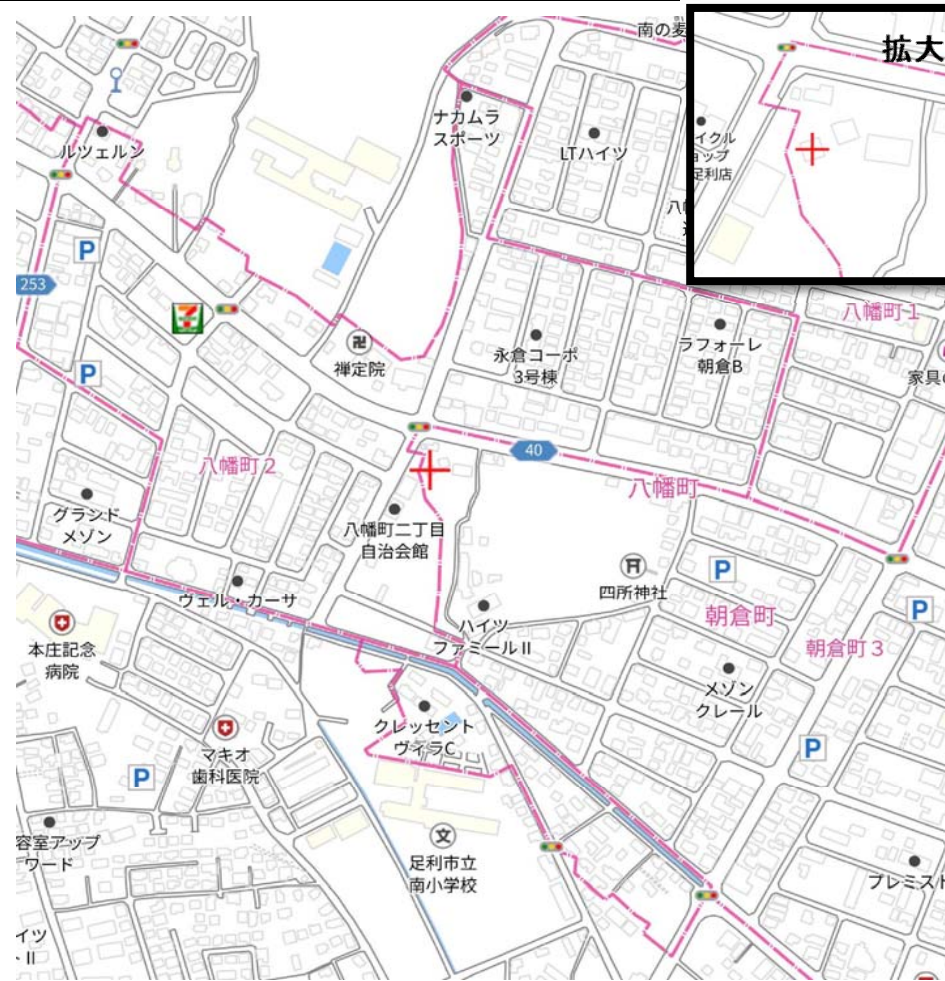 南の麦
拡大
ナカムラ
スポーツ
LTハイツ
ルツェルン
イクル
ョップ
足利店
P
253
7
禅定院
永倉コーポ
3号棟
ラフォーレ
朝倉B
八幡町1
家具
P
40
八幡町2
八幡町
グランド
メゾン
八幡町二丁目
自治会館
四所神社
P
ヴェル・カーサ
ハイツ
ファミールⅡ
朝倉町
P
朝倉町3
本庄記念
病院
メゾン
クレール
クレッセント
ヴィラC
マキオ
歯科医院
P
P
文
足利市立
南小学校
容室アップ
ワード
プレミスト
イツ
Ⅱ